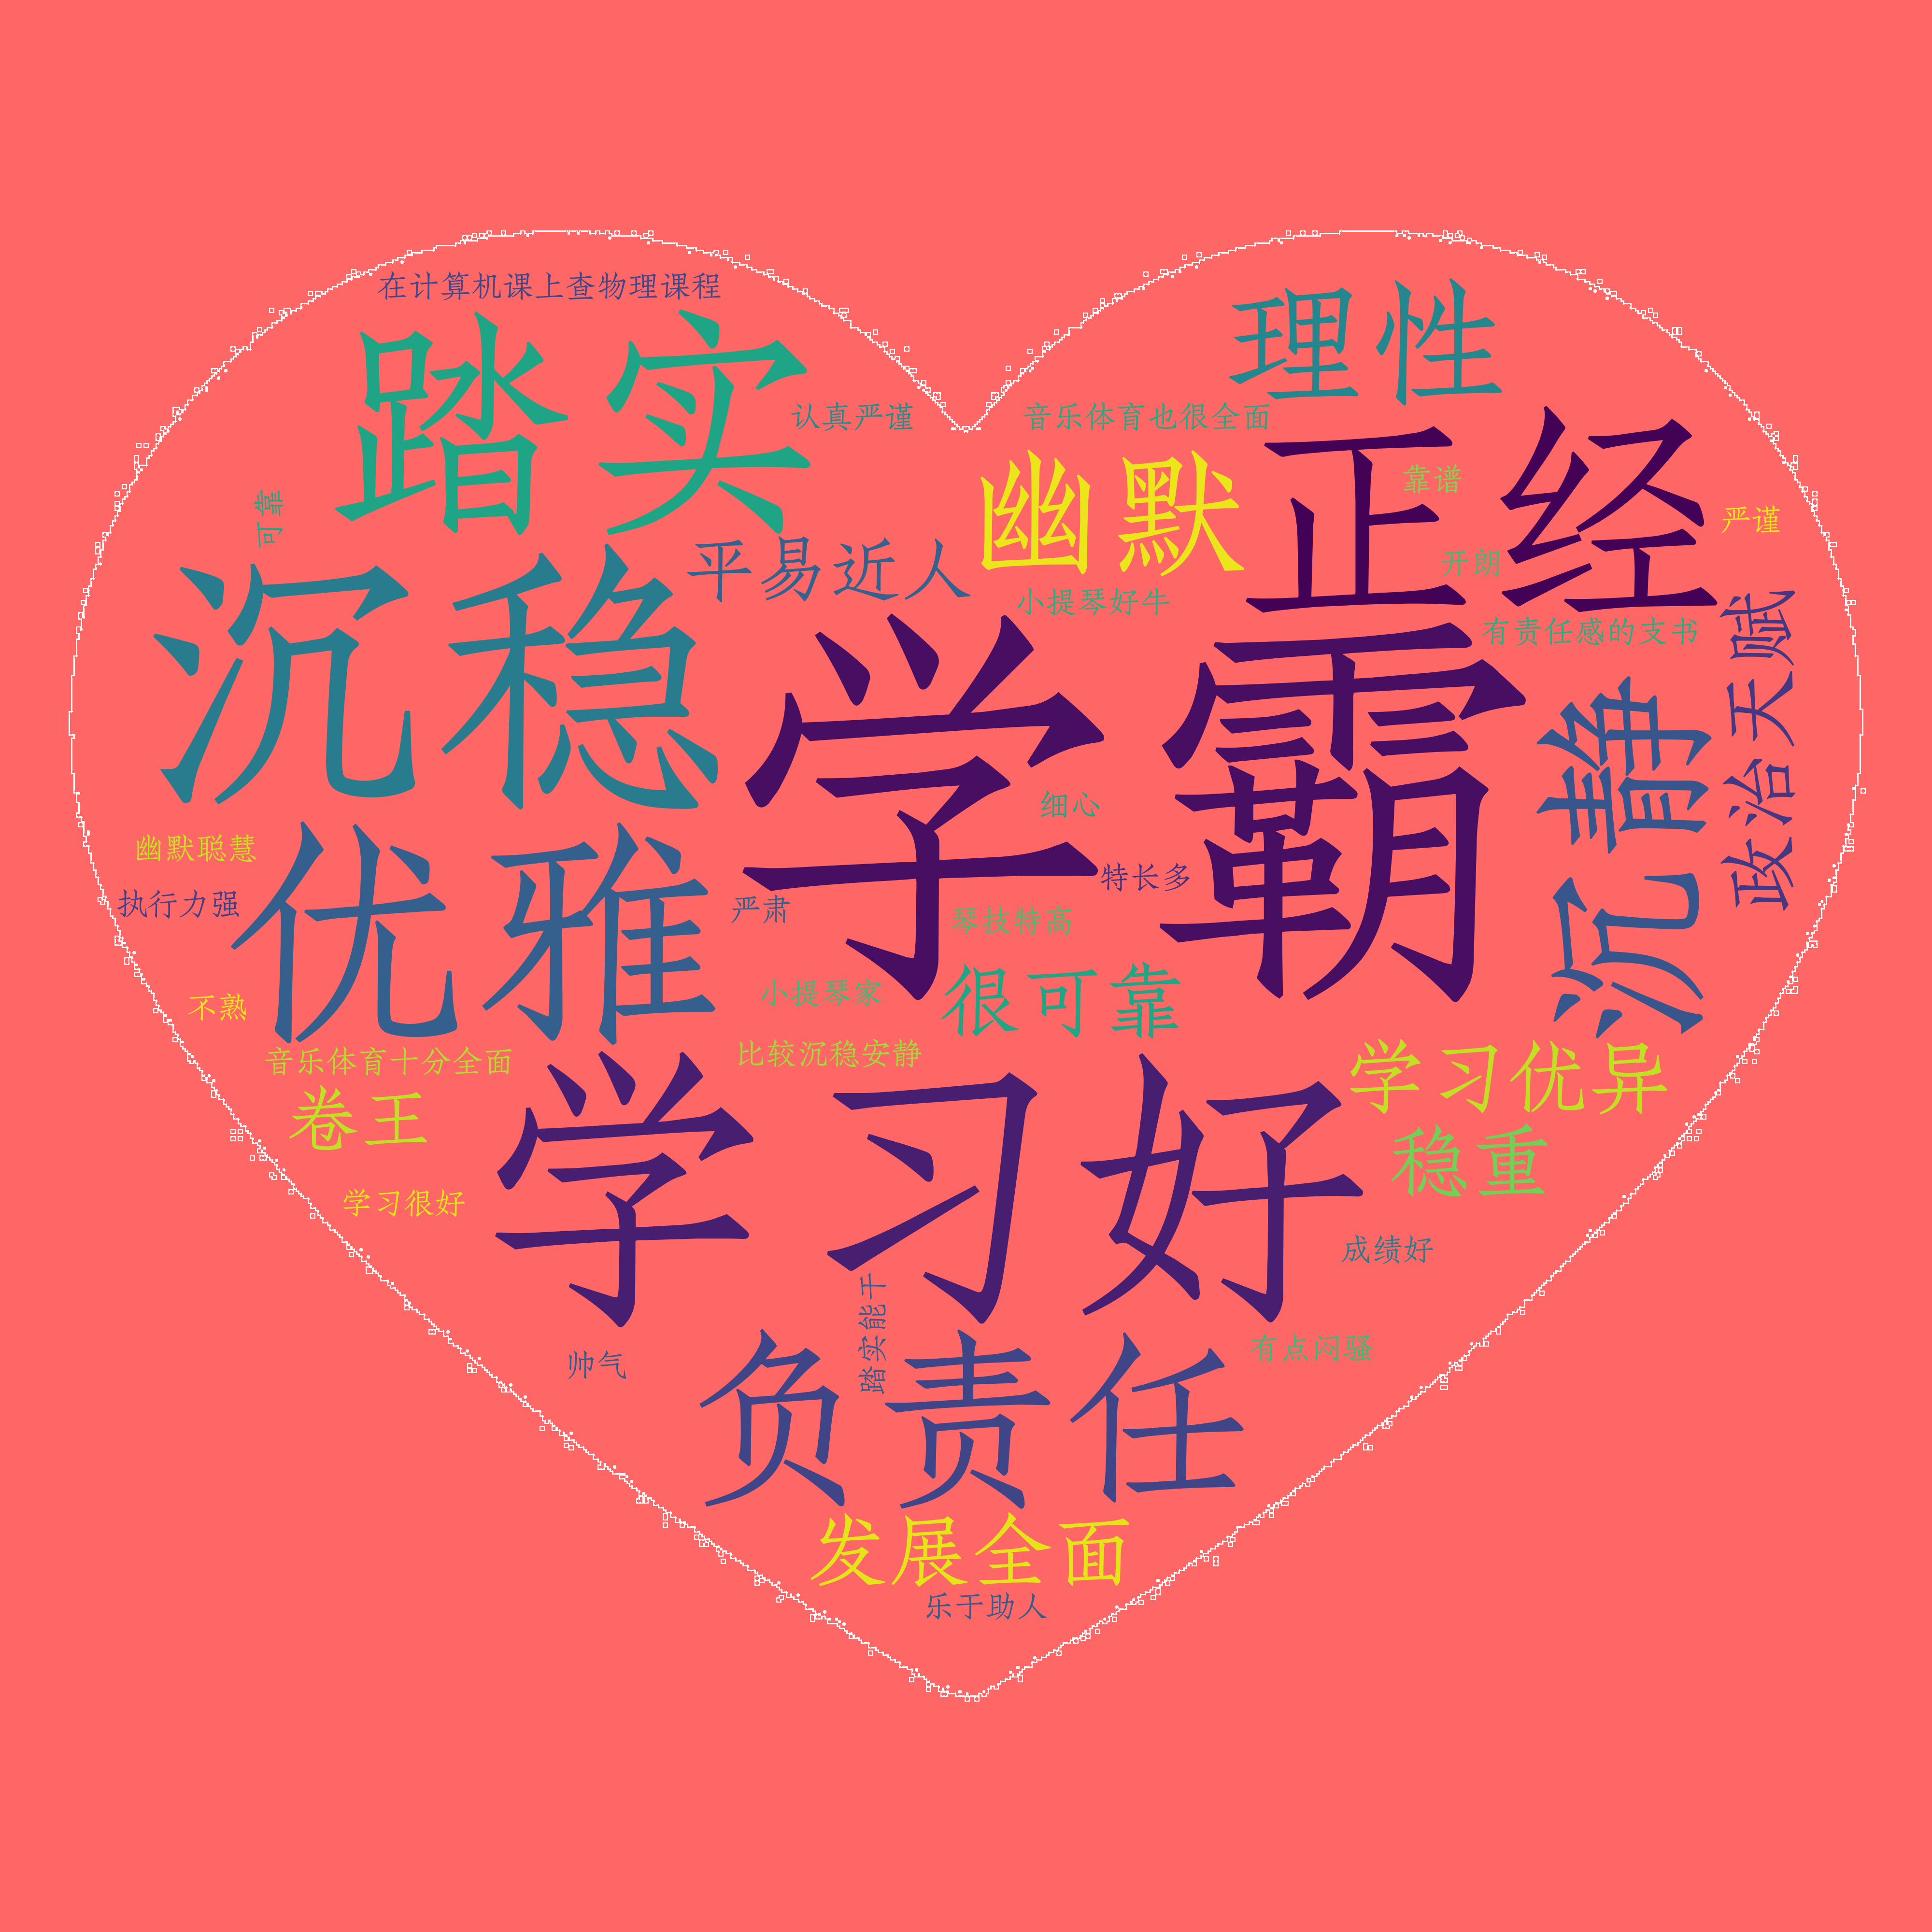 在计算机课上查物理课程
理性
踏实
认真严谨
音乐体育也很全面
正经
幽默
靠谱
可靠
严谨
平易近人
开朗
小提琴好牛
有责任感的支书
沉稳
学霸
沉静
政治天赋
细心
幽默聪慧
执行力强
优雅
严肃
特长多
琴技特高
不熟
小提琴家
很可靠
音乐体育十分全面
比较沉稳安静
学习优异
卷王
稳重
学习很好
学习好
成绩好
踏实能干
帅气
有点闷骚
负责任
发展全面
乐于助人